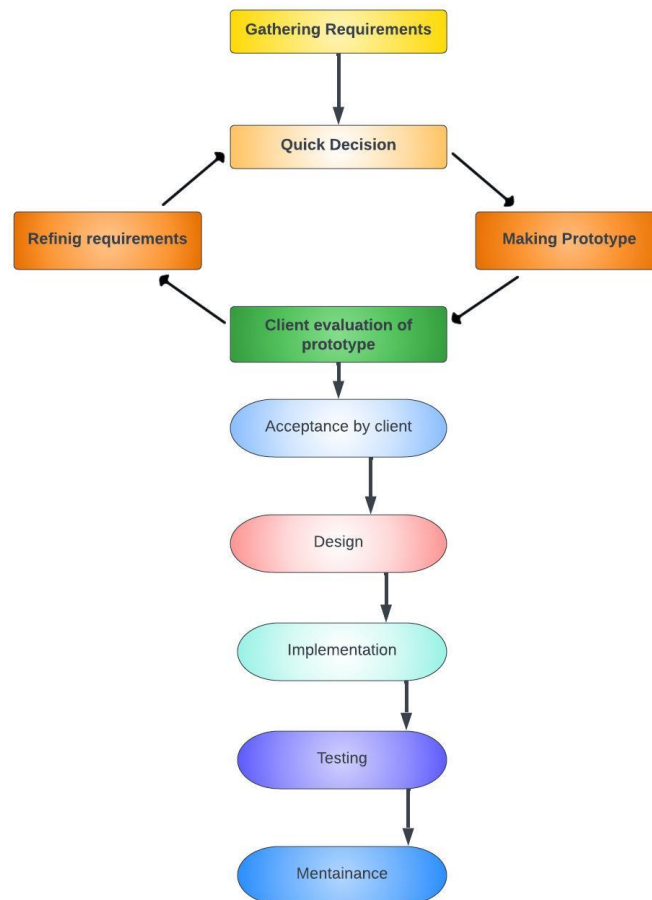 Gathering Requirements
Quick Decision
Refinig requirements
Making Prototype
Client evaluation of
prototype
Acceptance by client
Design
Implementation
Testing
Mentainance